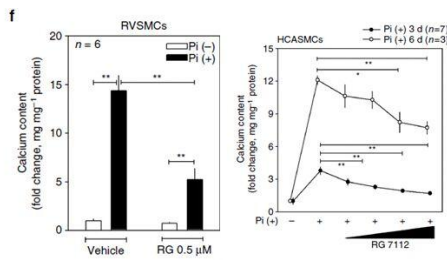 f
RVSMCs
n = 6
Pi (–)
Pi (+)
**
**
**
Calcium content
(fold change, mg mg⁻¹ protein)
20
15
10
5
0
Vehicle
RG 0.5 μM
HCASMCs
Pi (+) 3 d (n=7)
Pi (+) 6 d (n=3)
**
*
**
**
**
Calcium content
(fold change, mg mg⁻¹ protein)
15
12
9
6
3
0
Pi (+)
– + + + + +
RG 7112